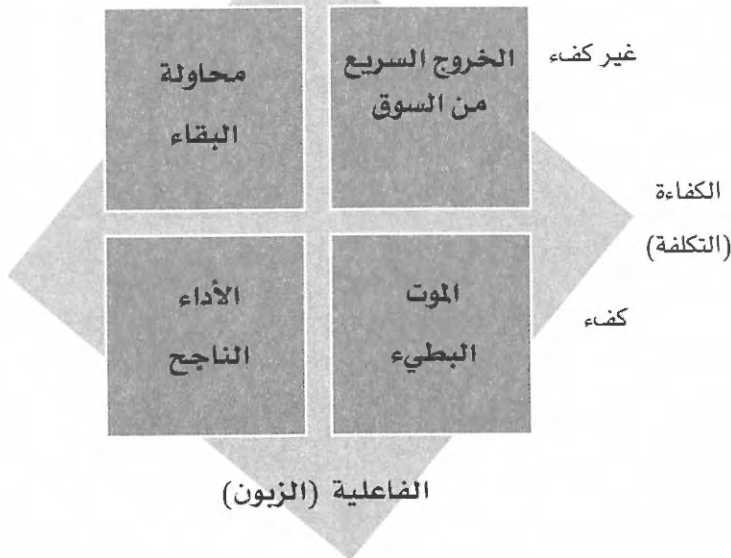 غير كفء
الخروج السريع
من السوق
محاولة
البقاء
الكفاءة
(التكلفة)
كفء
الموت
البطيء
الأداء
الناجح
الفاعلية (الزبون)